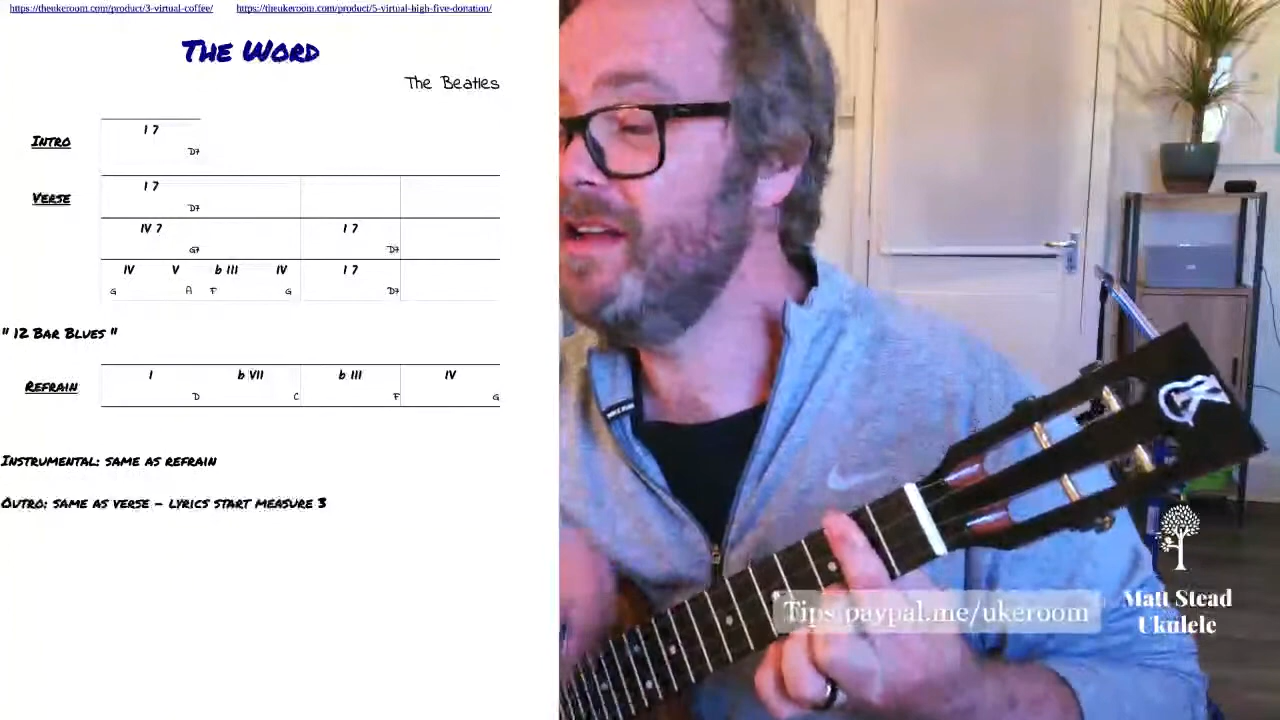 https://theukeroom.com/product/3-virtual-coffee/ https://theukeroom.com/product/5-virtual-high-five-donation/
The Word
The Beatles
Intro I 7
D7
Verse I 7
D7
IV 7 I 7
G7 D7
IV V b III IV I 7
G A F G D7
" 12 Bar Blues "
Refrain I b VII b III IV
D C F G
Instrumental: same as refrain
Outro: same as verse – lyrics start measure 3
Tips paypal.me/ukeroom
Matt Stead
Ukulele